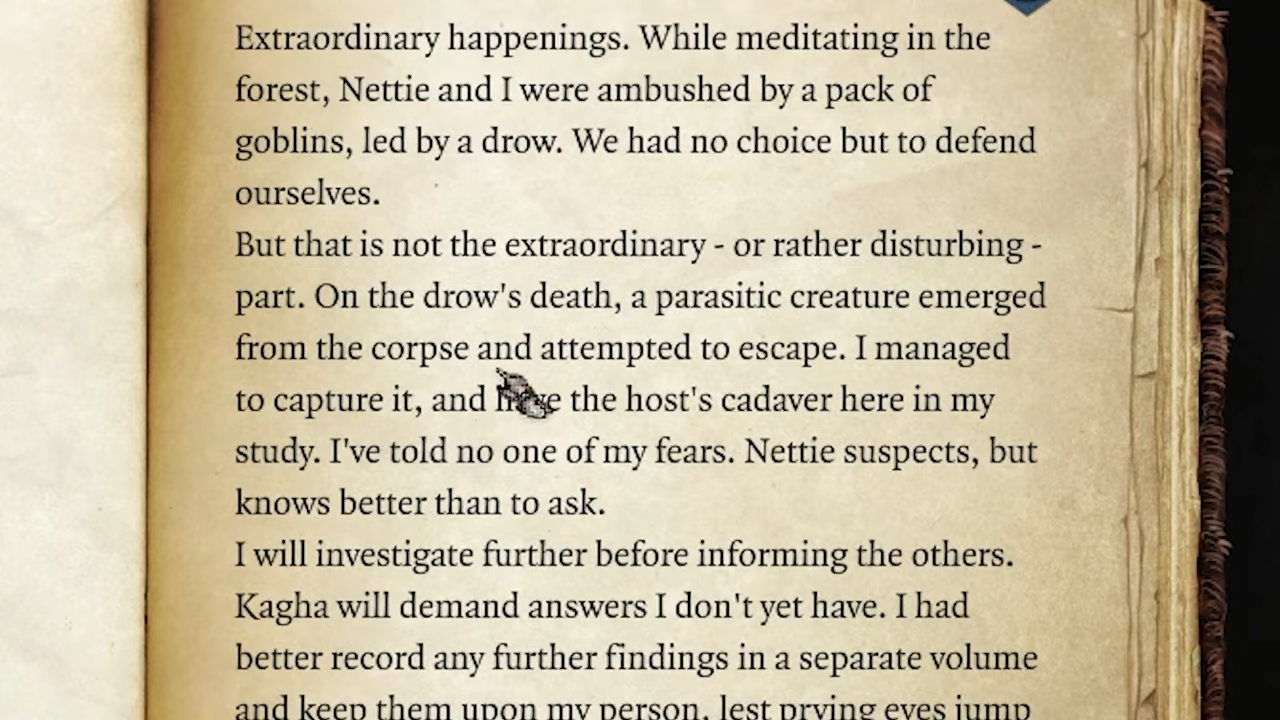 Extraordinary happenings. While meditating in the
forest, Nettie and I were ambushed by a pack of
goblins, led by a drow. We had no choice but to defend
ourselves.
But that is not the extraordinary - or rather disturbing -
part. On the drow's death, a parasitic creature emerged
from the corpse and attempted to escape. I managed
to capture it, and have the host's cadaver here in my
study. I've told no one of my fears. Nettie suspects, but
knows better than to ask.
I will investigate further before informing the others.
Kagha will demand answers I don't yet have. I had
better record any further findings in a separate volume
and keep them upon my person, lest prying eyes jump